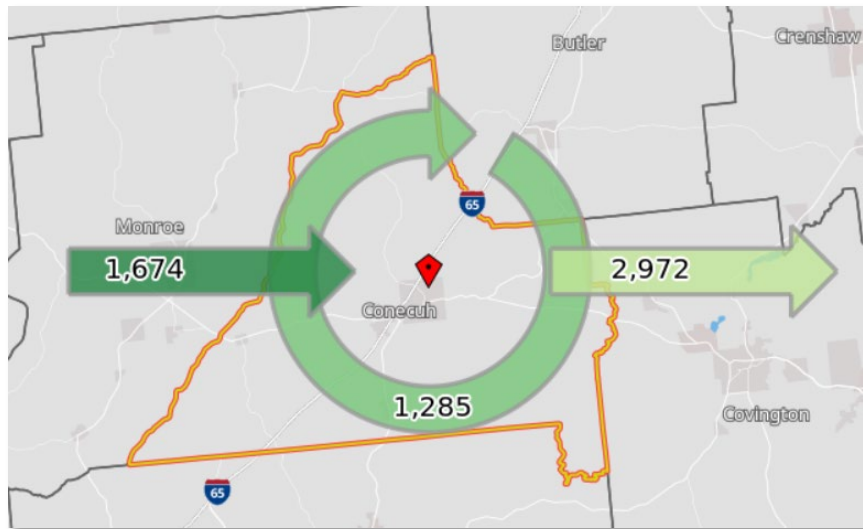 Butler
Crenshaw
65
Monroe
1,674
2,972
Conecuh
1,285
Covington
65